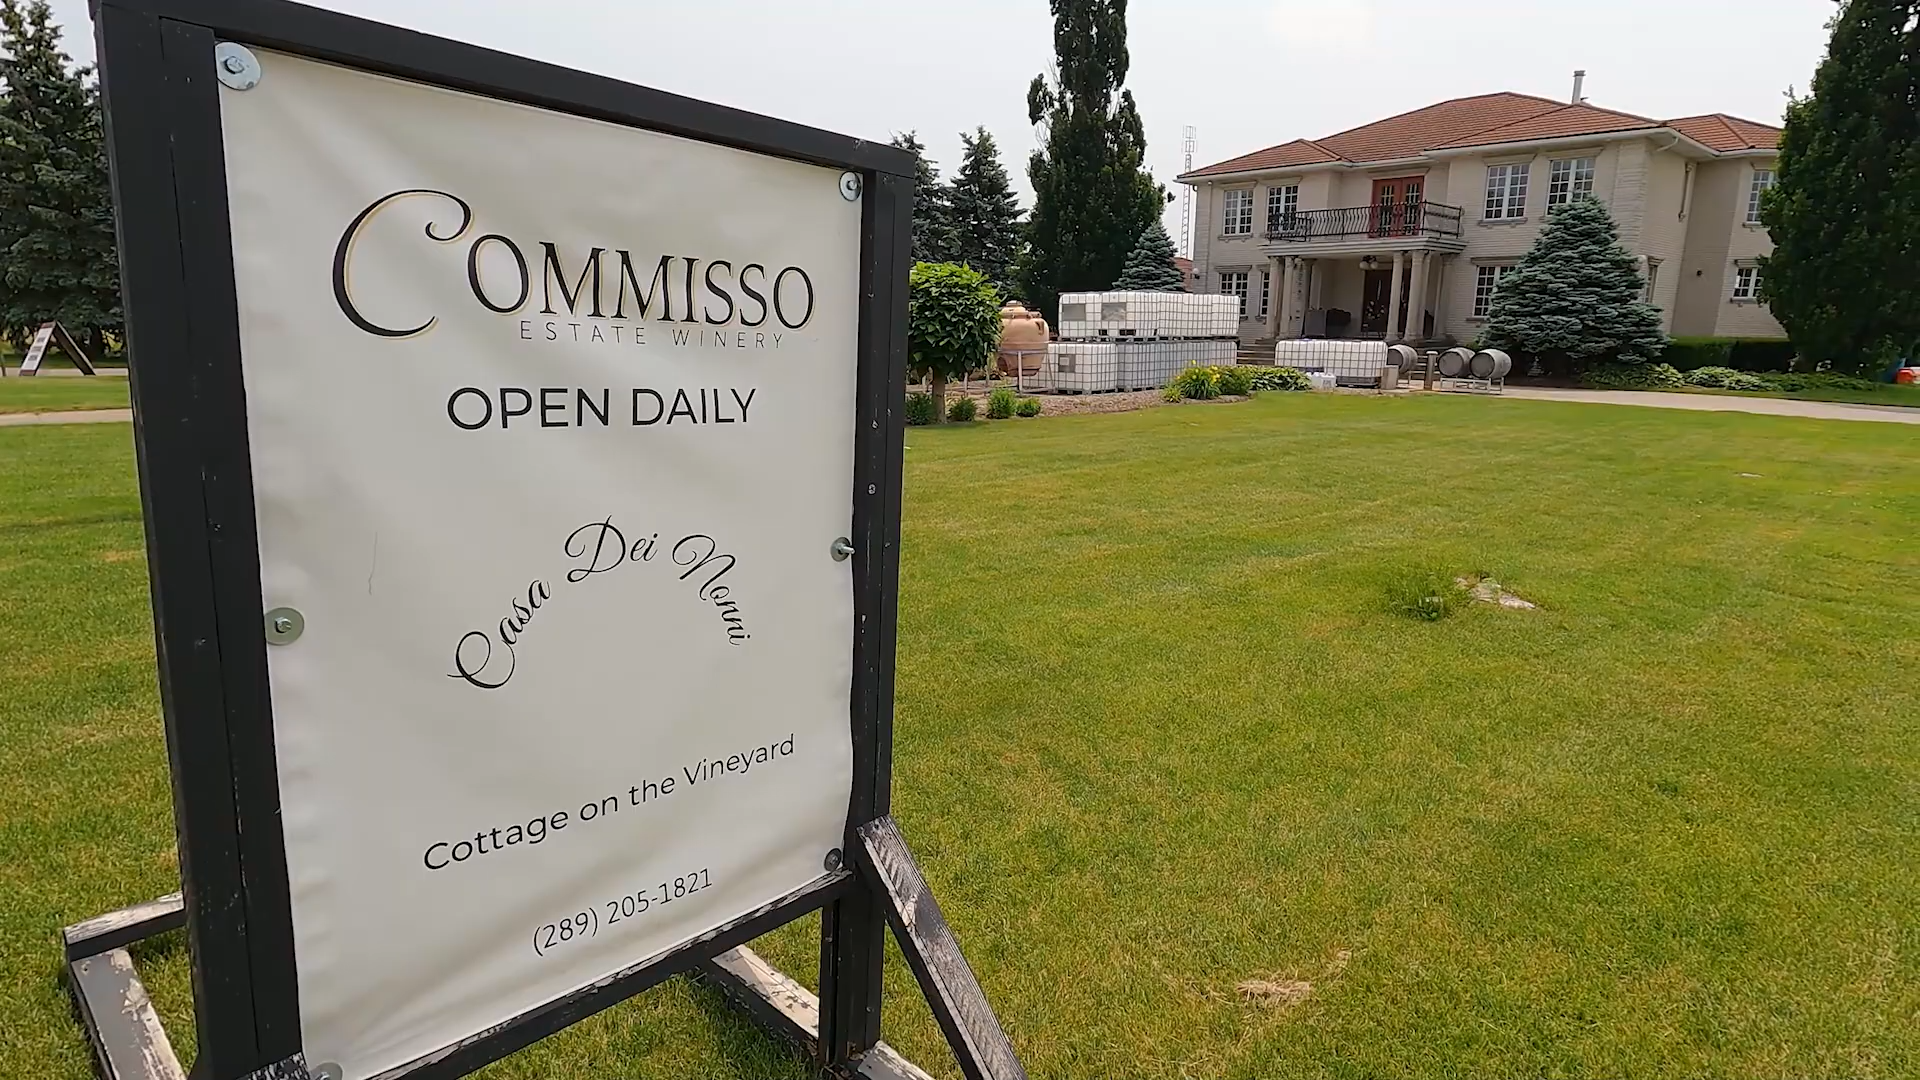 COMMISSO
ESTATE WINERY
OPEN DAILY
Casa Dei Nonni
Cottage on the Vineyard
(289) 205-1821